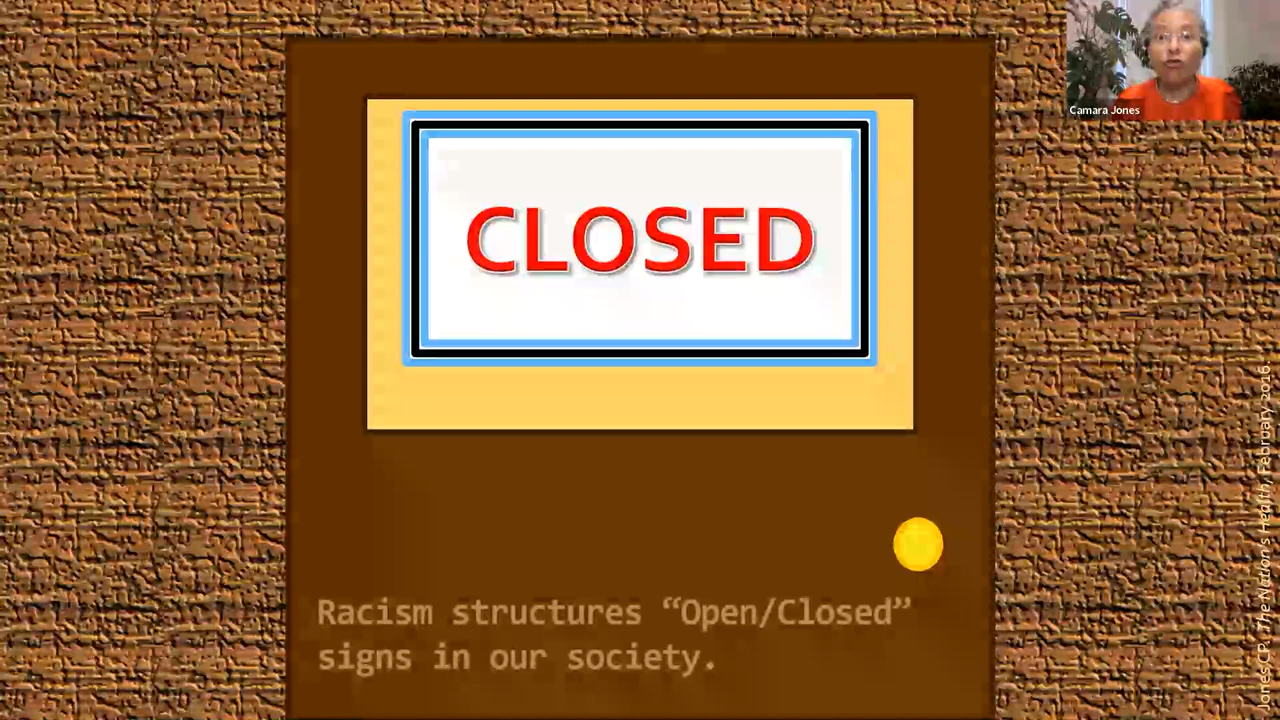 CLOSED
Camara Jones
Racism structures “Open/Closed”
signs in our society.
Jones CP. The Nation's Health, February 2016.